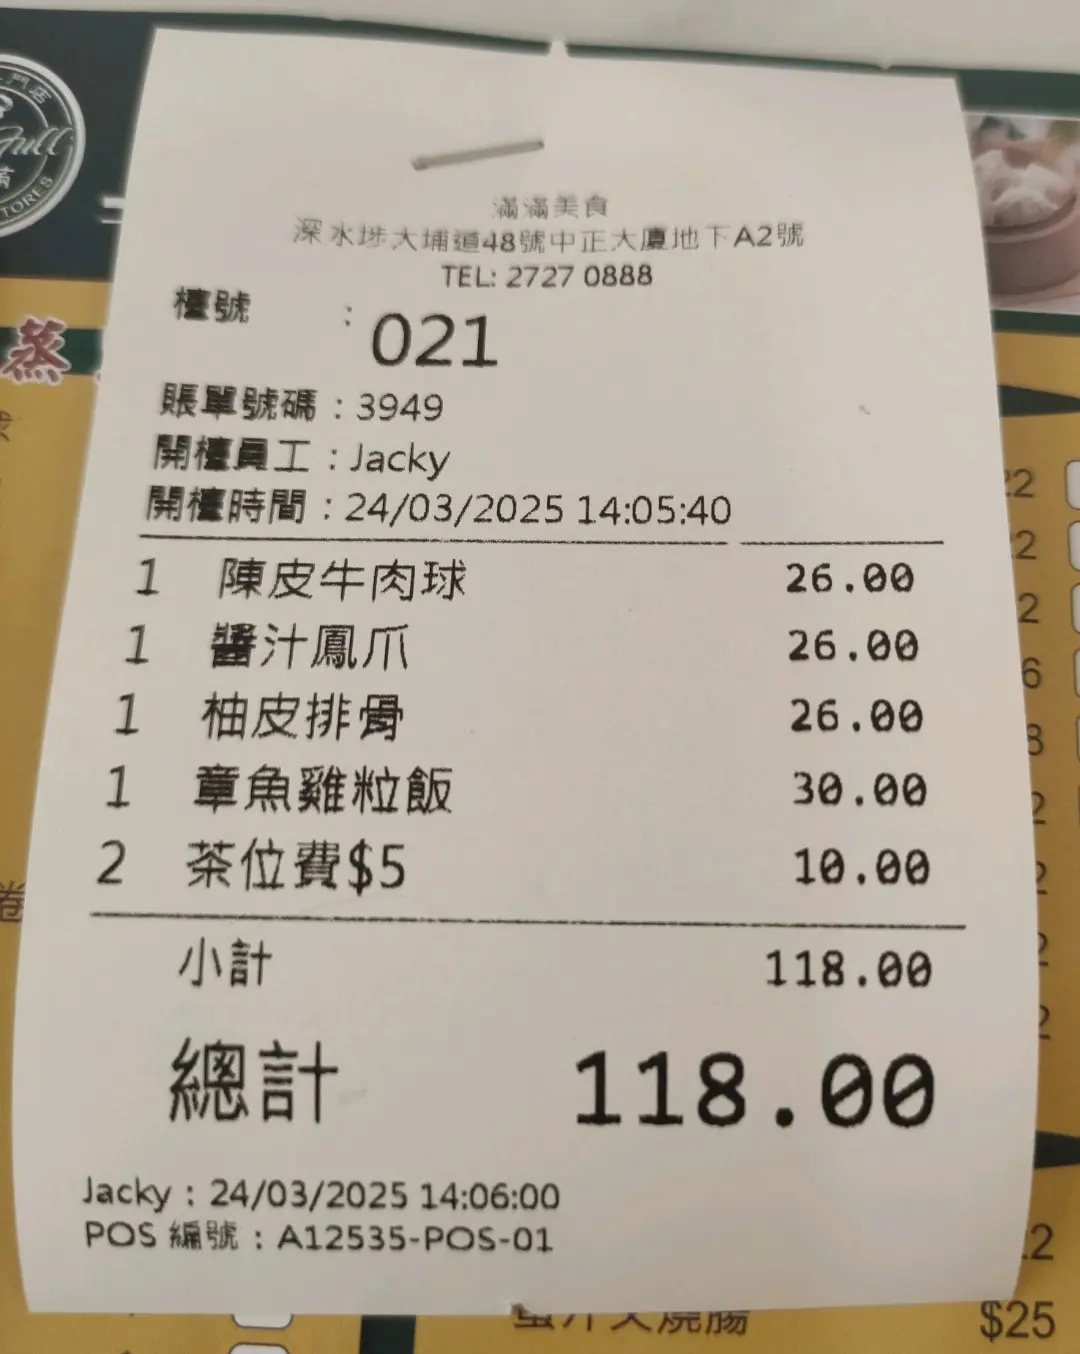 滿滿美食
深水埗大埔道48號中正大廈地下A2號
TEL: 2727 0888
檯號 : 021
賬單號碼 : 3949
開檯員工 : Jacky
開檯時間 : 24/03/2025 14:05:40
1 陳皮牛肉球 26.00
1 醬汁鳳爪 26.00
1 柚皮排骨 26.00
1 章魚雞粒飯 30.00
2 茶位費$5 10.00
小計 118.00
總計 118.00
Jacky : 24/03/2025 14:06:00
POS 編號 : A12535-POS-01
蒸
卷
$25